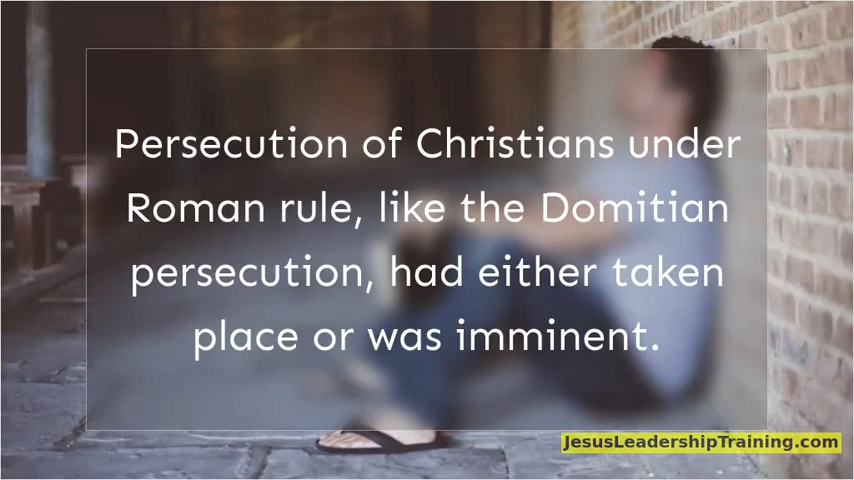 Persecution of Christians under
Roman rule, like the Domitian
persecution, had either taken
place or was imminent.
JesusLeadershipTraining.com